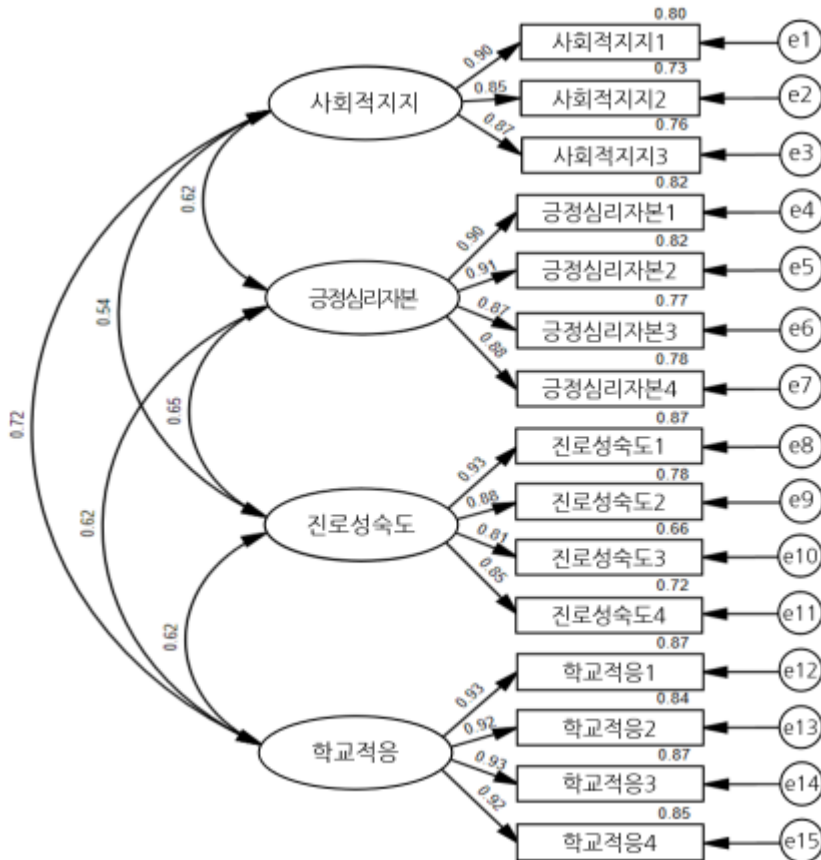 0.80
사회적지지1
e1
0.90
0.73
사회적지지
0.85
사회적지지2
e2
0.87
0.76
사회적지지3
e3
0.62
0.82
긍정심리자본1
e4
0.90
0.82
긍정심리자본
0.91
긍정심리자본2
e5
0.87
0.77
긍정심리자본3
e6
0.88
0.78
긍정심리자본4
e7
0.54
0.72
0.65
0.87
진로성숙도1
e8
0.93
0.78
진로성숙도
0.88
진로성숙도2
e9
0.81
0.66
진로성숙도3
e10
0.85
0.72
진로성숙도4
e11
0.62
0.62
0.87
학교적응1
e12
0.93
0.84
학교적응
0.92
학교적응2
e13
0.93
0.87
학교적응3
e14
0.92
0.85
학교적응4
e15